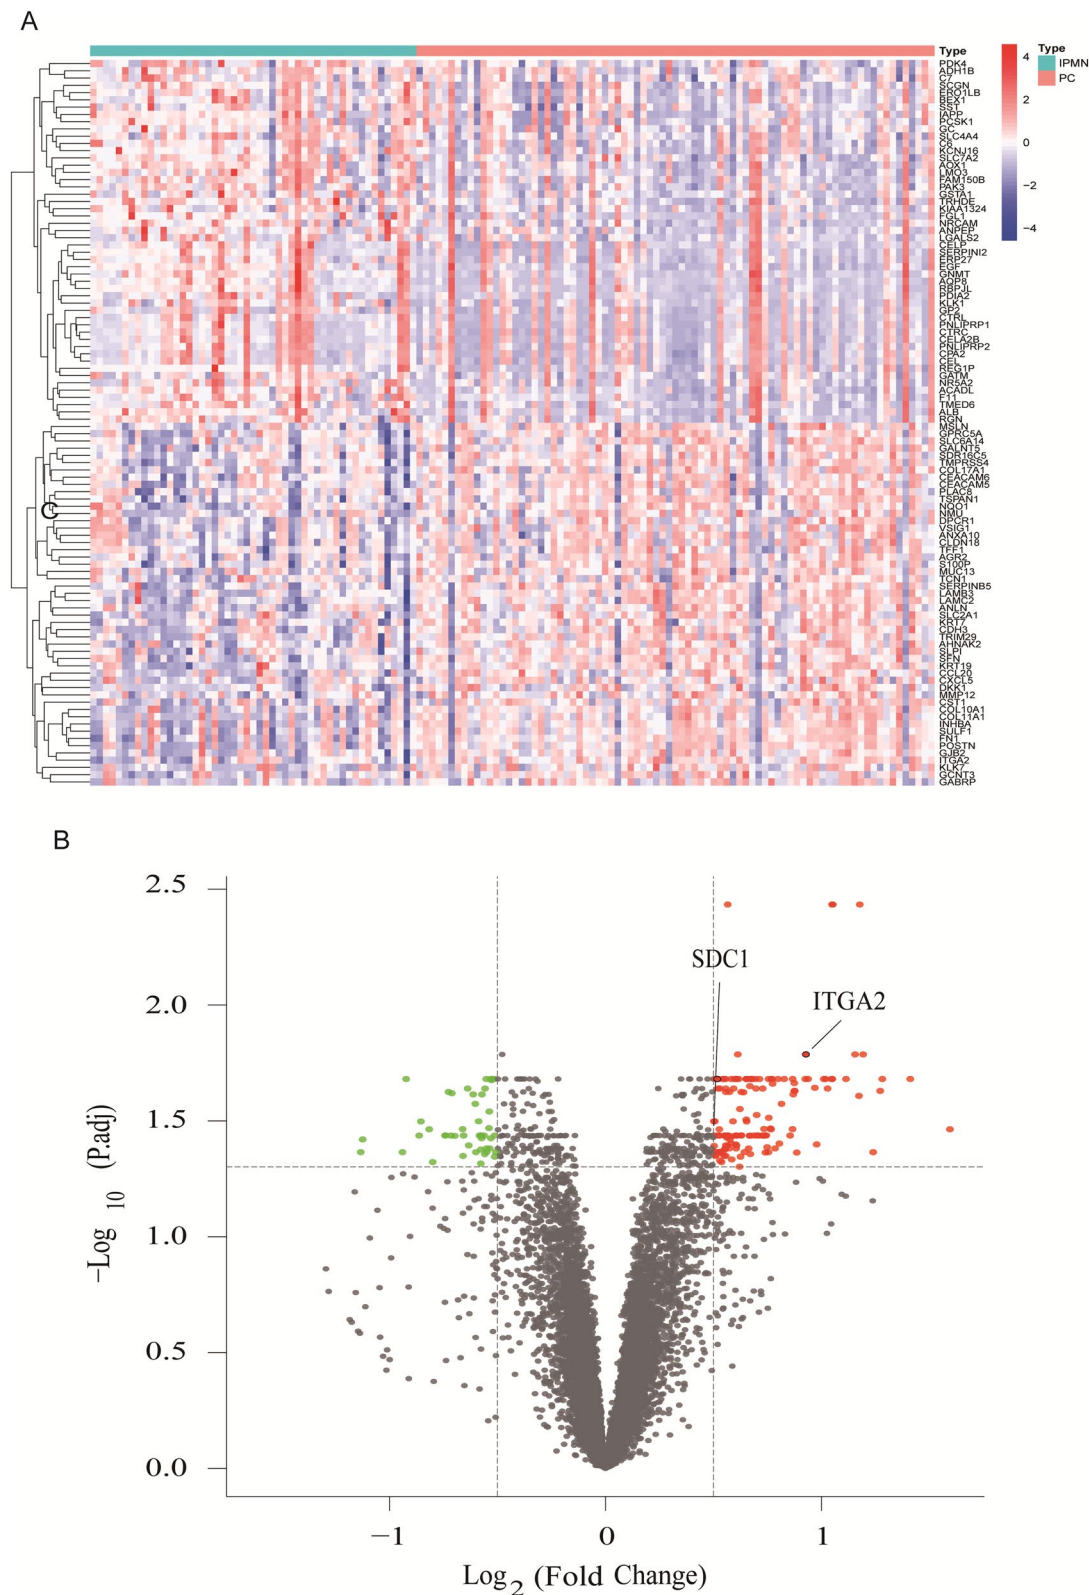 A
Type
PDK4
ADH1B
C7
SCGN
ERO1LB
BEX1
SST
IAPP
PCSK1
GC
SLC4A4
C6
KCNJ16
SLC7A2
AOX1
LMO3
FAM150B
PAK3
GSTA1
TRHDE
KIAA1324
FGL1
NRCAM
ANPEP
LGALS2
CELP
SERPINI2
ERP27
EGF
GNMT
AQP8
RBPJL
PDIA2
KLK1
GP2
CTRL
PNLIPRP1
CTRC
CELA2B
PNLIPRP2
CPA2
CEL
REG1P
GATM
NR5A2
ACADL
F11
TMED6
ALB
RGN
MSLN
GPRC5A
SLC6A14
GALNT5
SDR16C5
TMPRSS4
COL17A1
CEACAM6
CEACAM5
PLAC8
TSPAN1
NQO1
NMU
DPCR1
VSIG1
ANXA10
CLDN18
TFF1
AGR2
S100P
MUC13
TCN1
SERPINB5
LAMB3
LAMC2
ANLN
SLC2A1
KRT7
CDH3
TRIM29
AHNAK2
SLPI
SFN
KRT19
CCL20
CXCL5
DKK1
MMP12
CST1
COL10A1
COL11A1
INHBA
SULF1
FN1
POSTN
GJB2
ITGA2
KLK7
GCNT3
GABRP
4
2
0
−2
−4
Type
IPMN
PC
C
B
2.5
2.0
1.5
1.0
0.5
0.0
−Log 10 (P.adj)
SDC1
ITGA2
−1
0
1
Log2 (Fold Change)